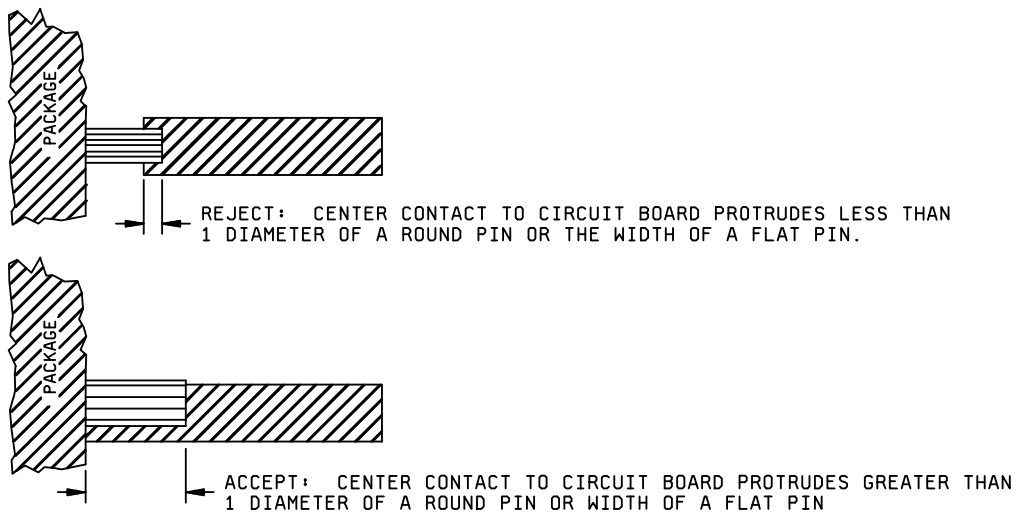 PACKAGE
REJECT:  CENTER CONTACT TO CIRCUIT BOARD PROTRUDES LESS THAN
1 DIAMETER OF A ROUND PIN OR THE WIDTH OF A FLAT PIN.
PACKAGE
ACCEPT:  CENTER CONTACT TO CIRCUIT BOARD PROTRUDES GREATER THAN
1 DIAMETER OF A ROUND PIN OR WIDTH OF A FLAT PIN